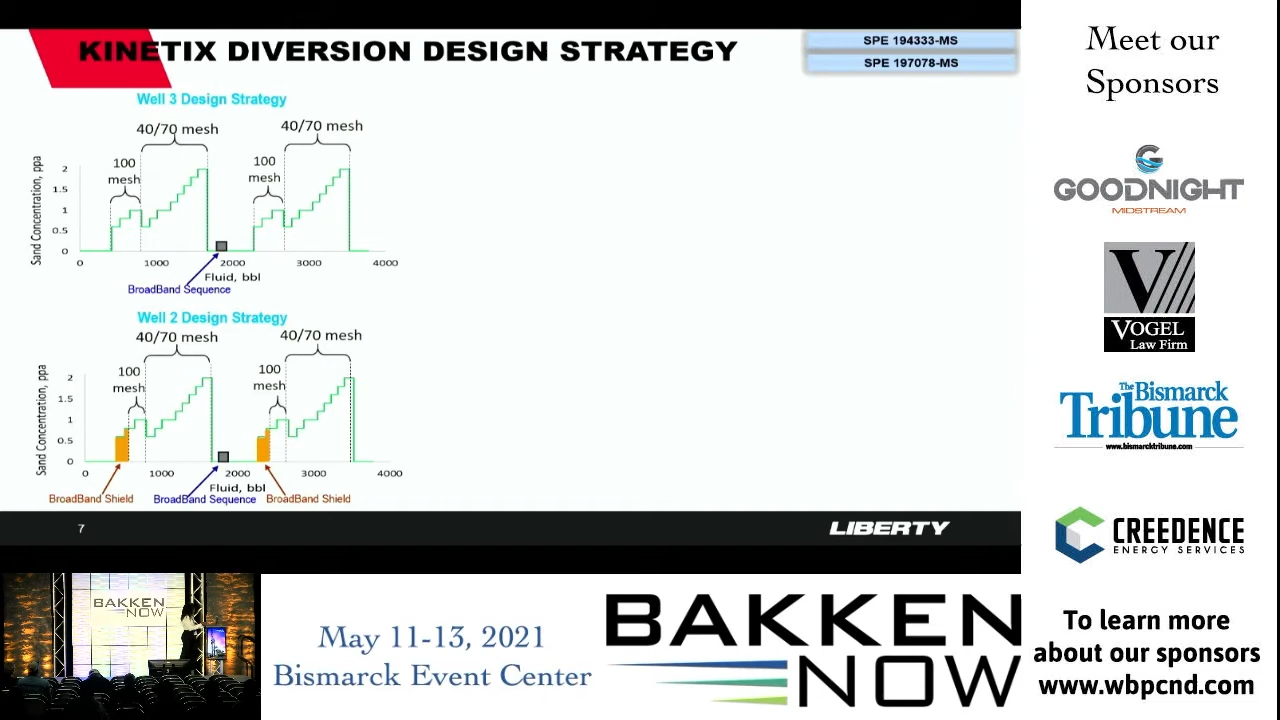 KINETIX DIVERSION DESIGN STRATEGY
SPE 194333-MS
SPE 197078-MS
Well 3 Design Strategy
40/70 mesh
40/70 mesh
100
mesh
100
mesh
Sand Concentration, ppa
2
1.5
1
0.5
0
0
1000
2000
3000
4000
Fluid, bbl
BroadBand Sequence
Well 2 Design Strategy
40/70 mesh
40/70 mesh
100
mesh
100
mesh
Sand Concentration, ppa
2
1.5
1
0.5
0
0
1000
2000
3000
4000
Fluid, bbl
BroadBand Shield
BroadBand Sequence
BroadBand Shield
7
LIBERTY
BAKKEN
NOW
May 11-13, 2021
Bismarck Event Center
BAKKEN
NOW
Meet our
Sponsors
GOODNIGHT
MIDSTREAM
V
VOGEL
Law Firm
The Bismarck
Tribune
www.bismarcktribune.com
CREEDENCE
ENERGY SERVICES
To learn more
about our sponsors
www.wbpcnd.com